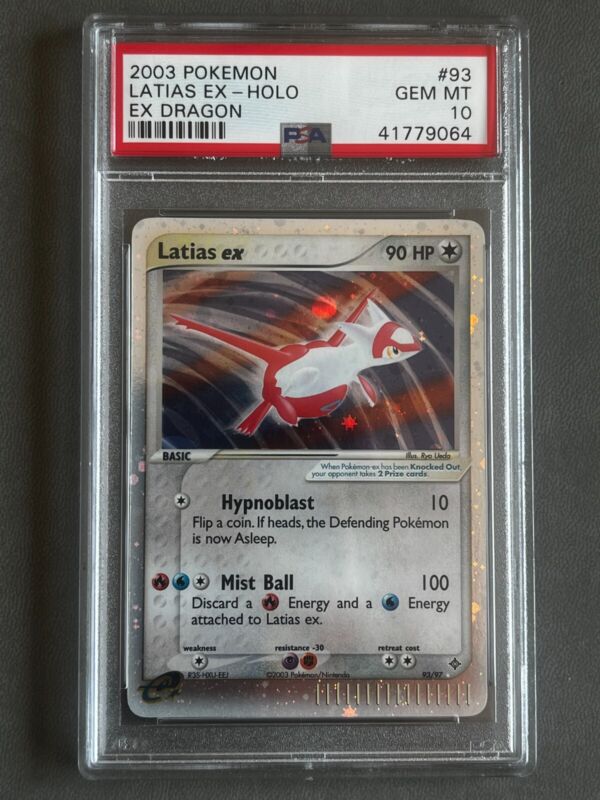 2003 POKEMON #93
LATIAS EX-HOLO GEM MT
EX DRAGON 10
PSA 41779064
Latias ex 90 HP
BASIC Illus. Ryo Ueda
When Pokémon-ex has been Knocked Out,
your opponent takes 2 Prize cards.
Hypnoblast 10
Flip a coin. If heads, the Defending Pokémon
is now Asleep.
Mist Ball 100
Discard a Energy and a Energy
attached to Latias ex.
weakness resistance -30 retreat cost
R35-HXU-EEJ ©2003 Pokémon/Nintendo 93/97
e